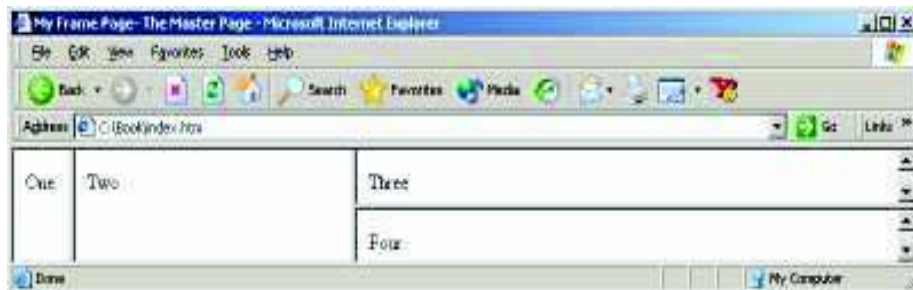 My Frame Page- The Master Page - Microsoft Internet Explorer
File Edit View Favorites Tools Help
Back Search Favorites Media
Address C:\Book\index.htm Go Links »
One Two Three
Four
Done My Computer